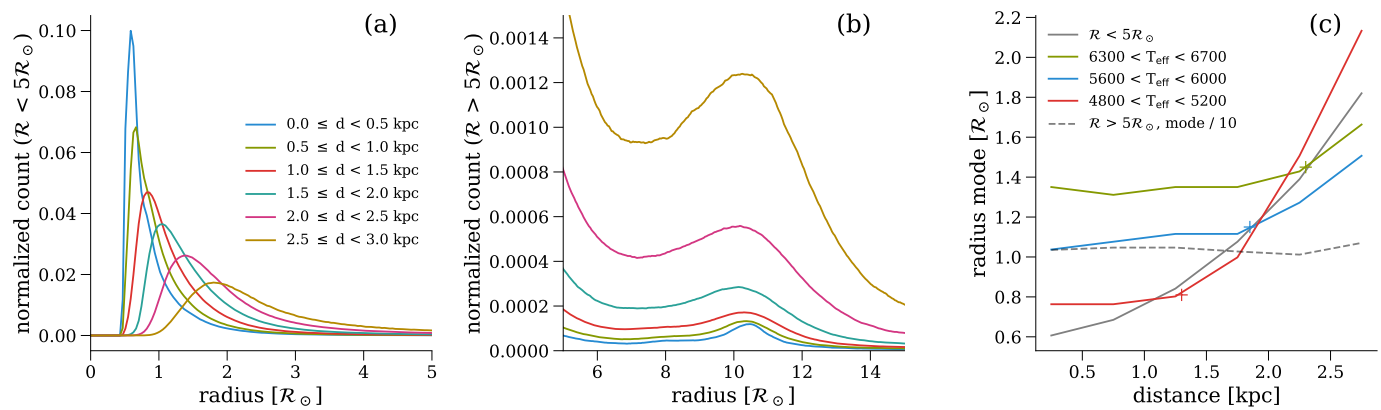 (a)
normalized count (ℛ < 5ℛ☉)
0.10
0.08
0.06
0.04
0.02
0.00
0.0 ≤ d < 0.5 kpc
0.5 ≤ d < 1.0 kpc
1.0 ≤ d < 1.5 kpc
1.5 ≤ d < 2.0 kpc
2.0 ≤ d < 2.5 kpc
2.5 ≤ d < 3.0 kpc
0 1 2 3 4 5
radius [ℛ☉]
(b)
normalized count (ℛ > 5ℛ☉)
0.0014
0.0012
0.0010
0.0008
0.0006
0.0004
0.0002
0.0000
6 8 10 12 14
radius [ℛ☉]
(c)
radius mode [ℛ☉]
2.2
2.0
1.8
1.6
1.4
1.2
1.0
0.8
0.6
ℛ < 5ℛ☉
6300 < Teff < 6700
5600 < Teff < 6000
4800 < Teff < 5200
ℛ > 5ℛ☉, mode / 10
0.5 1.0 1.5 2.0 2.5
distance [kpc]